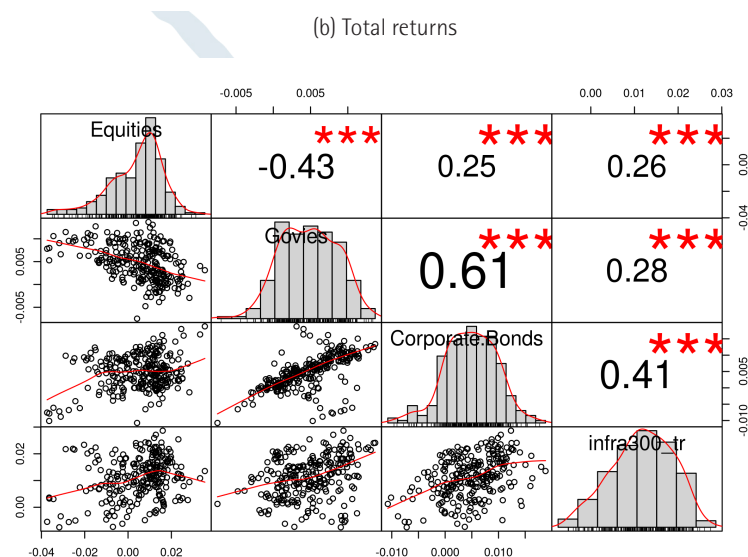 (b) Total returns
-0.005 0.005 0.00 0.01 0.02 0.03
Equities *** *** ***
-0.43 0.25 0.26
-0.04 0.00
Govies *** ***
0.61 0.28
-0.005 0.005
Corporate.Bonds ***
0.41
-0.010 0.005
infra300_tr
0.00 0.02
-0.04 -0.02 0.00 0.02 -0.010 0.000 0.010